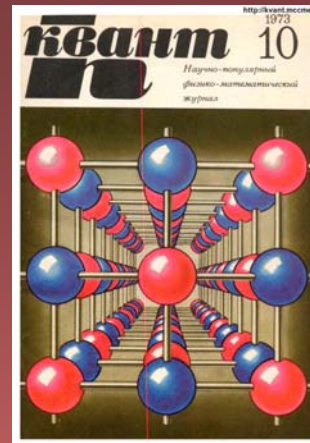 http://kvant.mccme
1973
квант 10
Научно-популярный
физико-математический
журнал